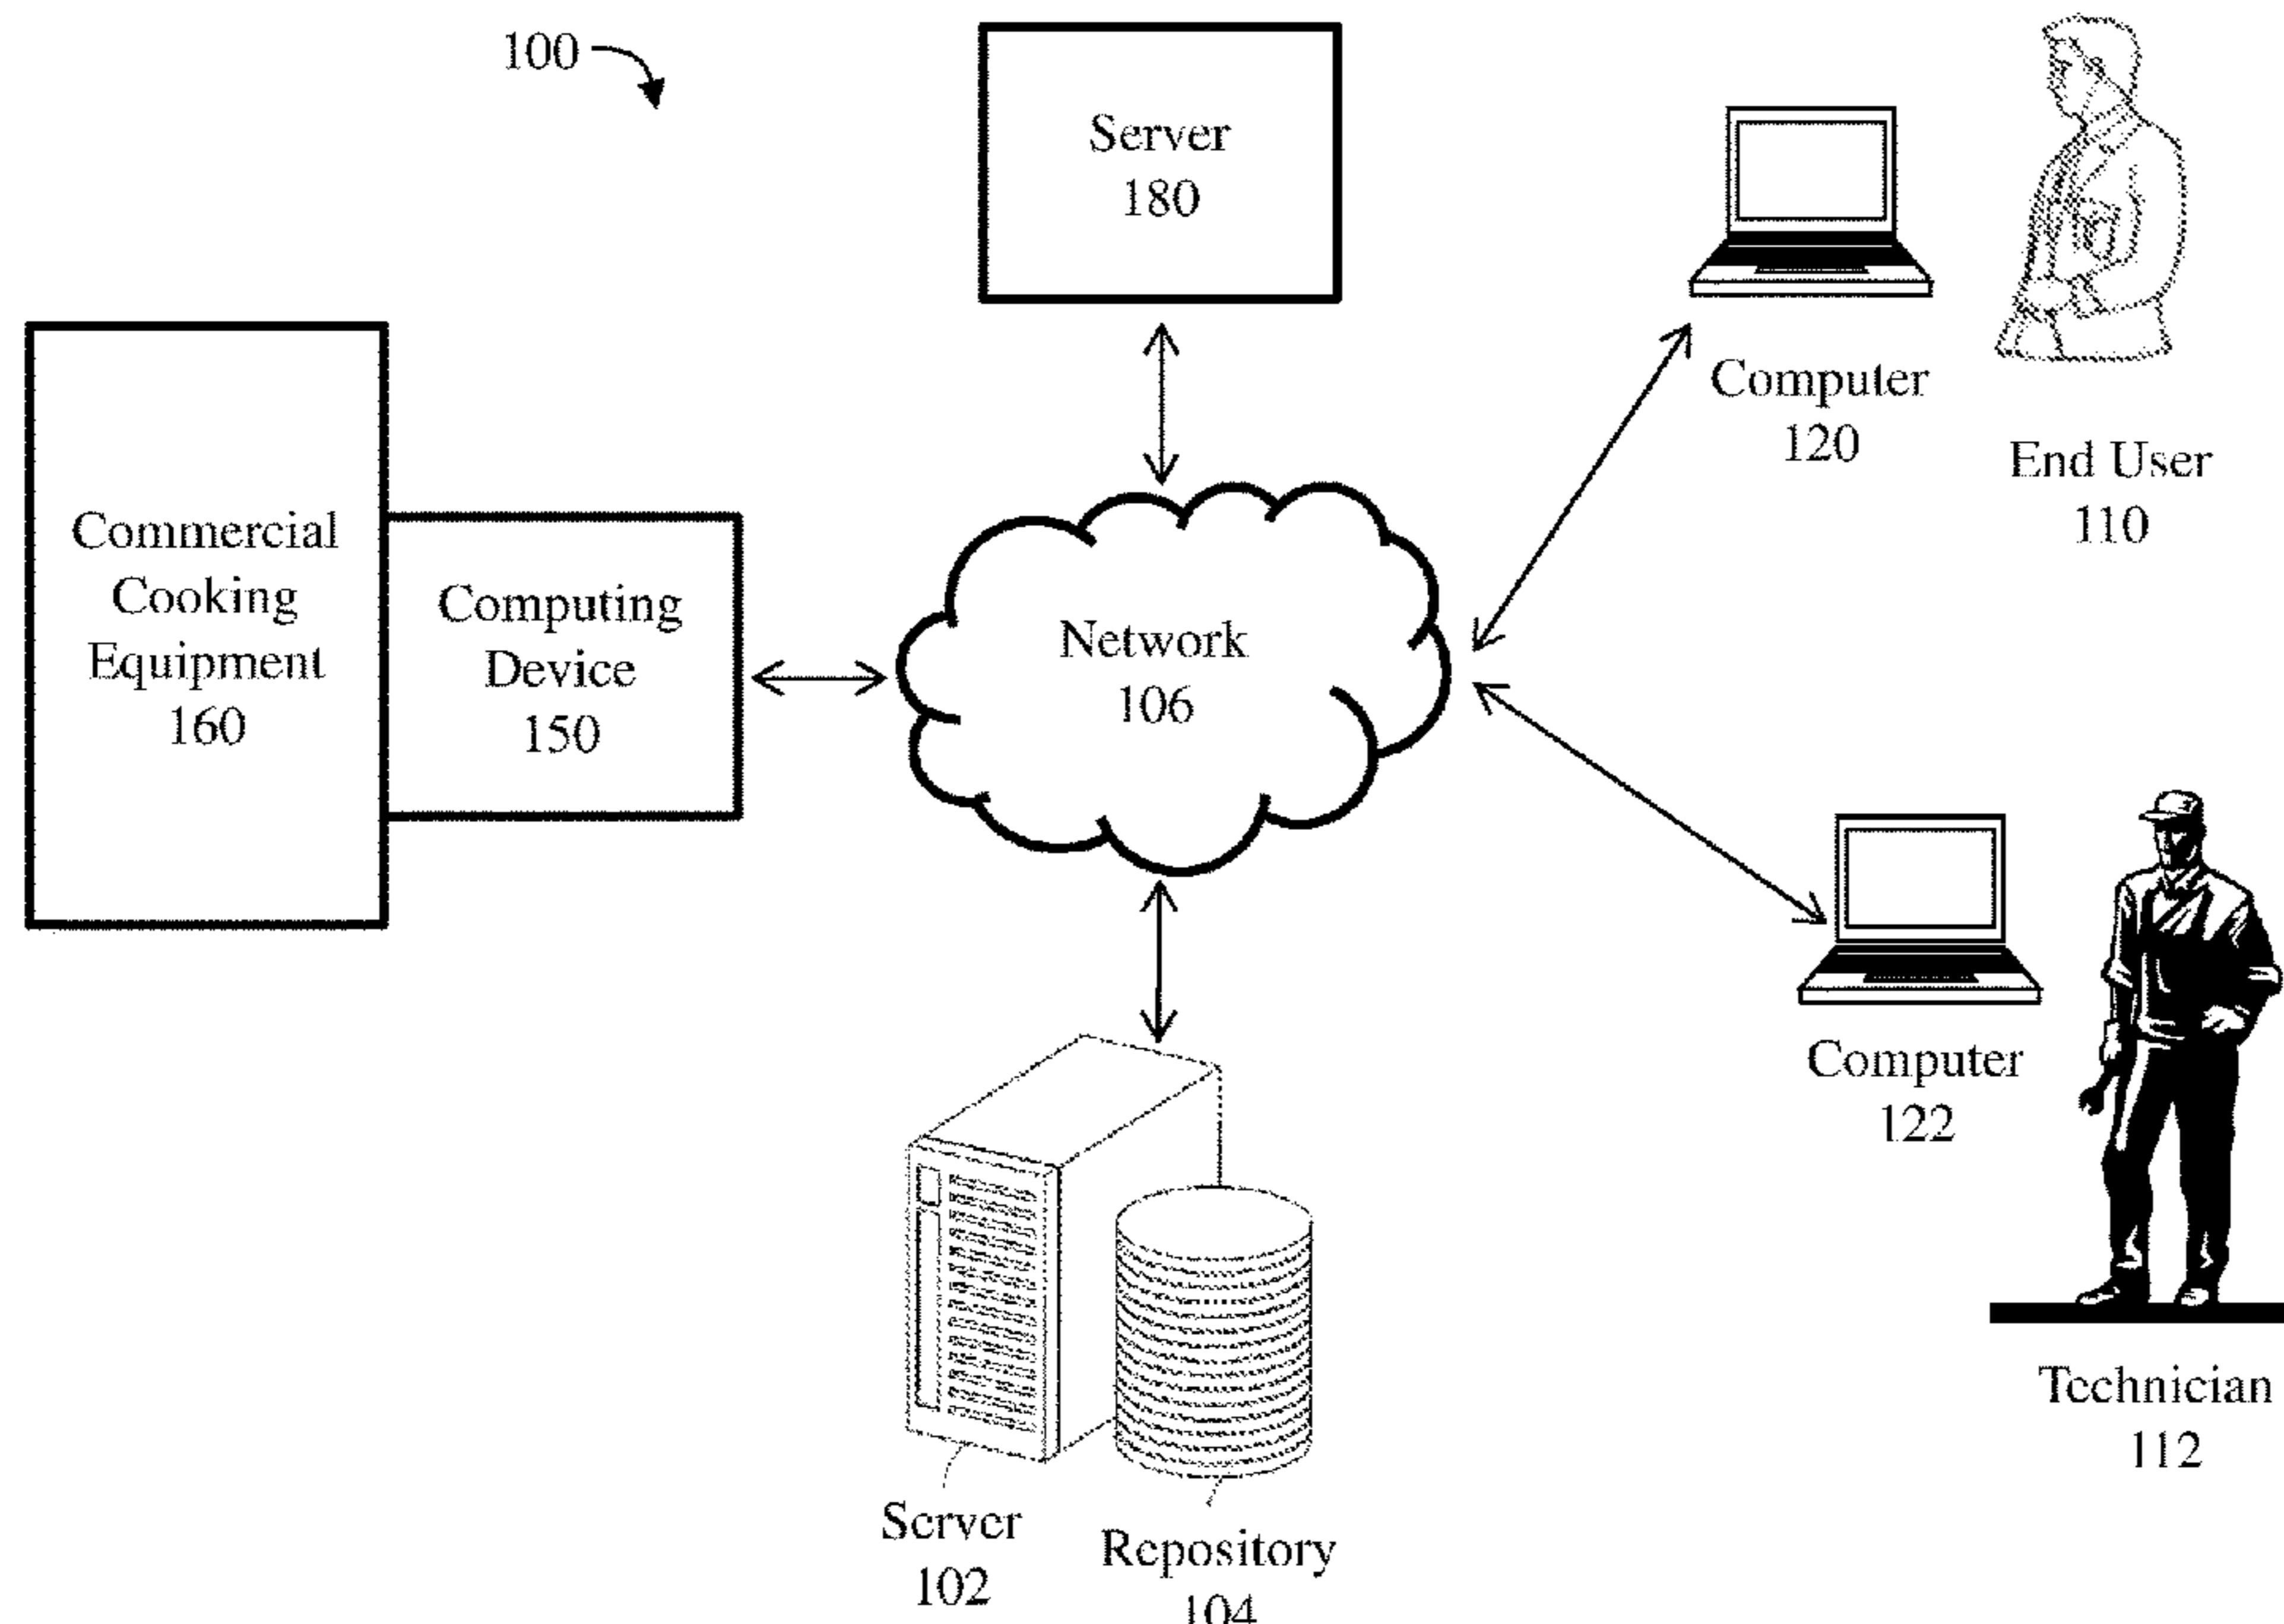 100
Server
180
Computer
120
End User
110
Commercial
Cooking
Equipment
160
Computing
Device
150
Network
106
Computer
122
Technician
112
Server
102
Repository
104